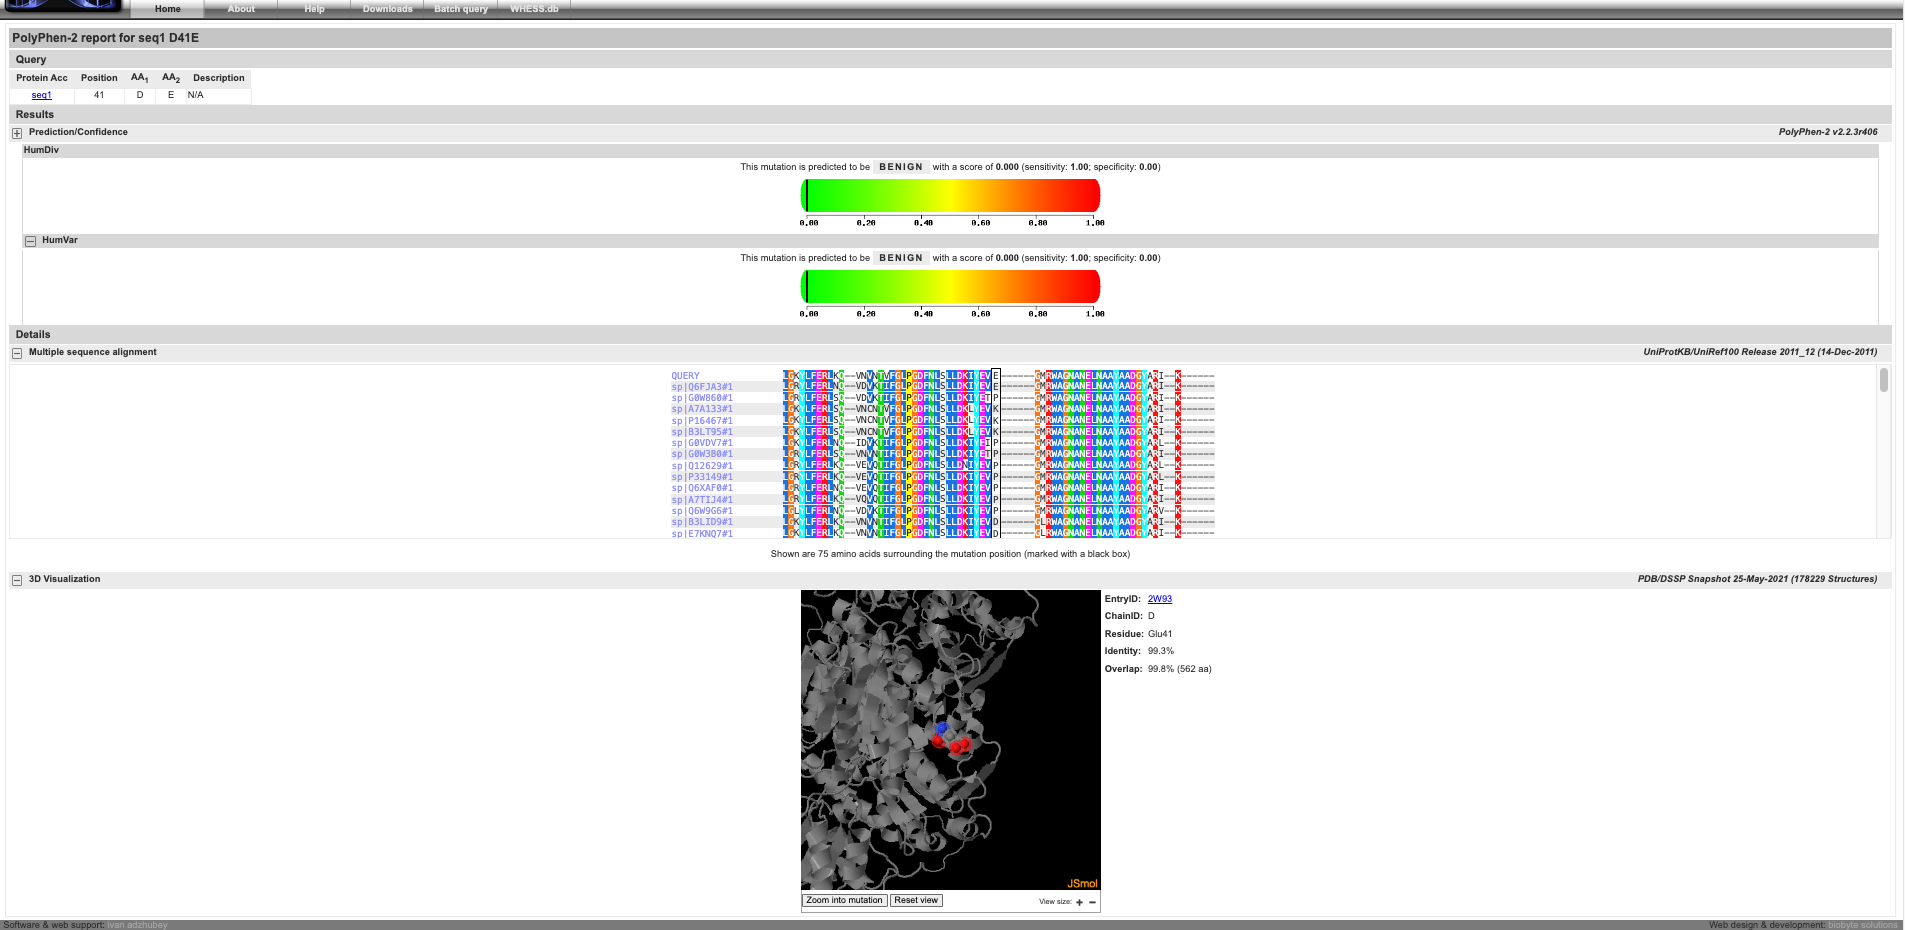 Home About Help Downloads Batch query WHESS.db
PolyPhen-2 report for seq1 D41E
Query
Protein Acc Position AA1 AA2 Description
seq1 41 D E N/A
Results
Prediction/Confidence PolyPhen-2 v2.2.3r406
HumDiv
This mutation is predicted to be BENIGN with a score of 0.000 (sensitivity: 1.00; specificity: 0.00)
0.00 0.20 0.40 0.60 0.80 1.00
HumVar
This mutation is predicted to be BENIGN with a score of 0.000 (sensitivity: 1.00; specificity: 0.00)
0.00 0.20 0.40 0.60 0.80 1.00
Details
Multiple sequence alignment UniProtKB/UniRef100 Release 2011_12 (14-Dec-2011)
QUERY
sp|Q6FJA3#1
sp|G0W860#1
sp|A7A133#1
sp|P16467#1
sp|B3LT95#1
sp|G0VDV7#1
sp|G0W3B0#1
sp|Q12629#1
sp|P33149#1
sp|Q6XAF0#1
sp|A7TIJ4#1
sp|Q6W9G6#1
sp|B3LID9#1
sp|E7KNQ7#1
Shown are 75 amino acids surrounding the mutation position (marked with a black box)
3D Visualization PDB/DSSP Snapshot 25-May-2021 (178229 Structures)
EntryID: 2W93
ChainID: D
Residue: Glu41
Identity: 99.3%
Overlap: 99.8% (562 aa)
JSmol
Zoom into mutation Reset view View size: + −
Software & web support: ivan adzhubey Web design & development: biobyte solutions